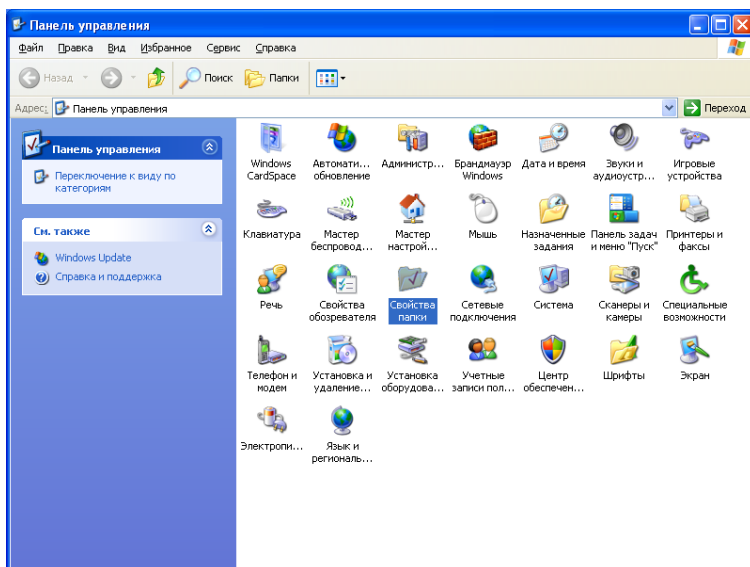 Панель управления
Файл Правка Вид Избранное Сервис Справка
Назад Поиск Папки
Адрес: Панель управления Переход
Панель управления
Переключение к виду по
категориям
См. также
Windows Update
Справка и поддержка
Windows CardSpace
Автомати... обновление
Администр...
Брандмауэр Windows
Дата и время
Звуки и аудиоустр...
Игровые устройства
Клавиатура
Мастер беспровод...
Мастер настрой...
Мышь
Назначенные задания
Панель задач и меню "Пуск"
Принтеры и факсы
Речь
Свойства обозревателя
Свойства папки
Сетевые подключения
Система
Сканеры и камеры
Специальные возможности
Телефон и модем
Установка и удаление...
Установка оборудова...
Учетные записи пол...
Центр обеспечен...
Шрифты
Экран
Электропи...
Язык и региональ...